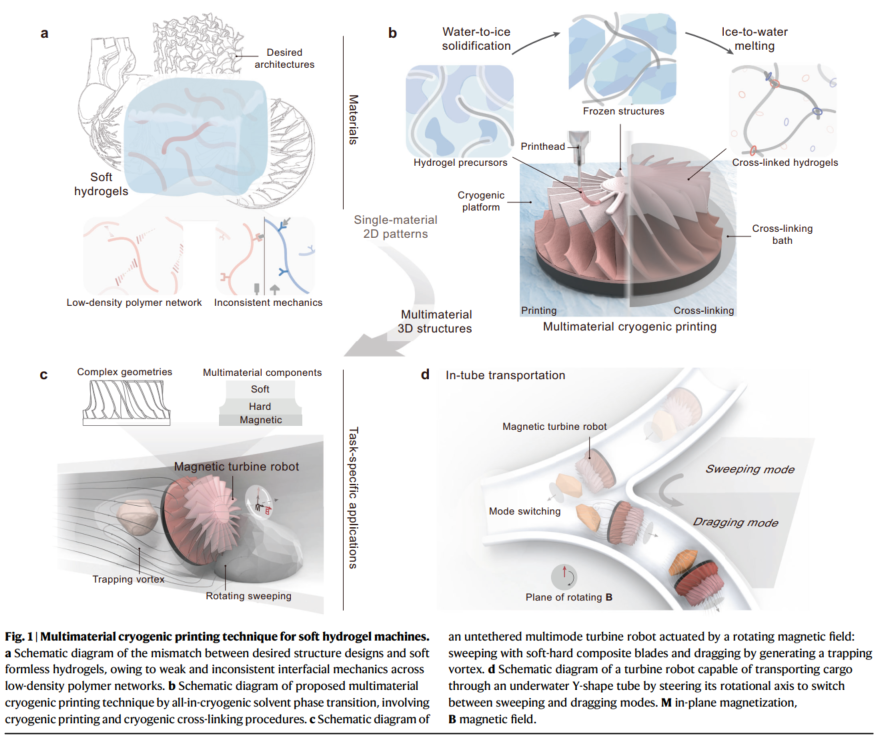 a
Desired
architectures
Soft
hydrogels
Low-density polymer network
Inconsistent mechanics
Materials
b
Water-to-ice
solidification
Ice-to-water
melting
Frozen structures
Hydrogel precursors
Printhead
Cross-linked hydrogels
Cryogenic
platform
Cross-linking
bath
Printing
Cross-linking
Multimaterial cryogenic printing
Single-material
2D patterns
Multimaterial
3D structures
c
Complex geometries
Multimaterial components
Soft
Hard
Magnetic
Magnetic turbine robot
Trapping vortex
Rotating sweeping
Task-specific applications
d
In-tube transportation
Magnetic turbine robot
Mode switching
Sweeping mode
Dragging mode
Plane of rotating B
Fig. 1 | Multimaterial cryogenic printing technique for soft hydrogel machines.
a Schematic diagram of the mismatch between desired structure designs and soft
formless hydrogels, owing to weak and inconsistent interfacial mechanics across
low-density polymer networks. b Schematic diagram of proposed multimaterial
cryogenic printing technique by all-in-cryogenic solvent phase transition, involving
cryogenic printing and cryogenic cross-linking procedures. c Schematic diagram of
an untethered multimode turbine robot actuated by a rotating magnetic field:
sweeping with soft-hard composite blades and dragging by generating a trapping
vortex. d Schematic diagram of a turbine robot capable of transporting cargo
through an underwater Y-shape tube by steering its rotational axis to switch
between sweeping and dragging modes. M in-plane magnetization,
B magnetic field.